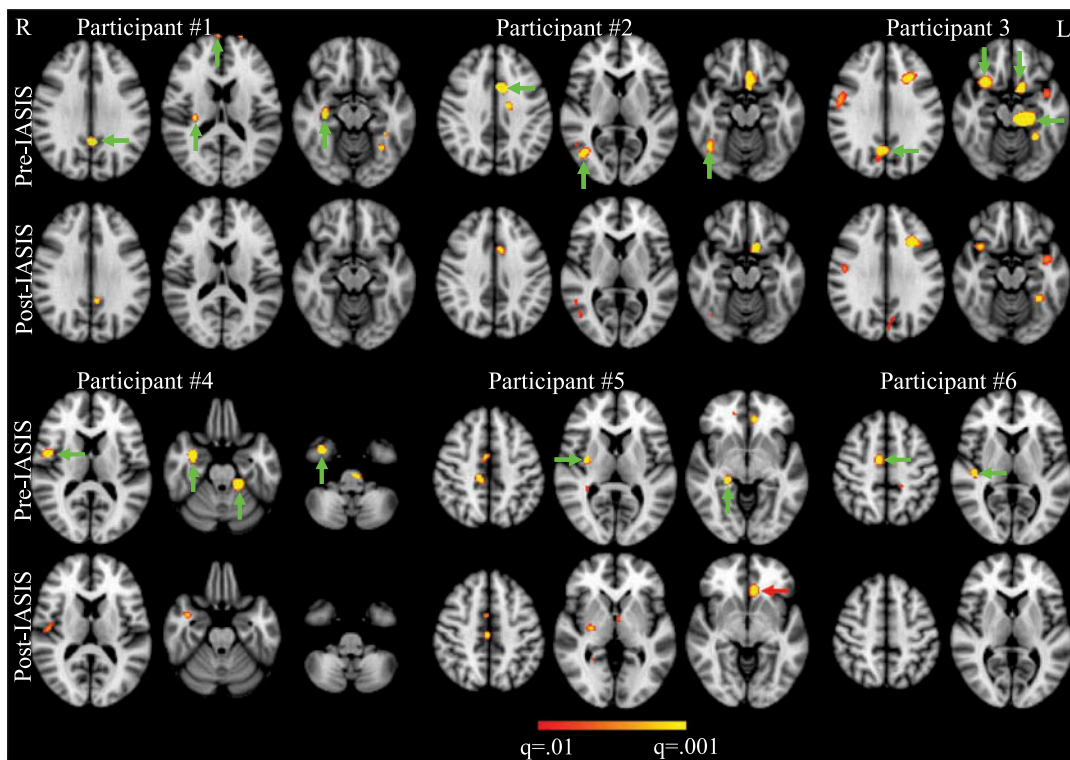 R Participant #1 Participant #2 Participant 3 L
Pre-IASIS
Post-IASIS
Participant #4 Participant #5 Participant #6
Pre-IASIS
Post-IASIS
q=.01 q=.001